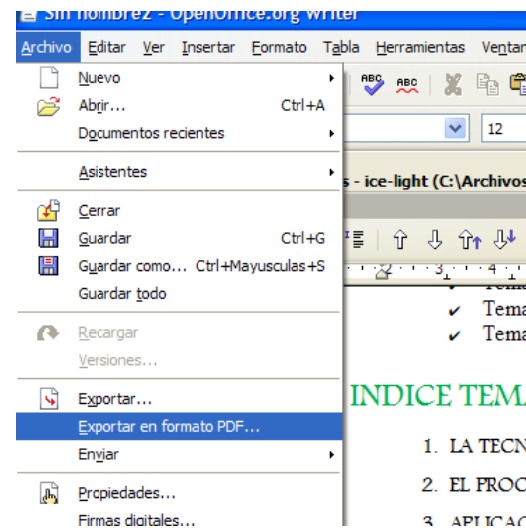 Sin nombre2 - OpenOffice.org Writer
Archivo Editar Ver Insertar Formato Tabla Herramientas
Nuevo
Abrir... Ctrl+A
Documentos recientes
12
Asistentes
- ice-light (C:\Archivos
Cerrar
Guardar Ctrl+G
Guardar como... Ctrl+Mayusculas+S
3 4
Guardar todo
Tema
Recargar
Tema
Versiones...
Exportar...
INDICE TEMA
Exportar en formato PDF...
Enviar
1. LA TECN
Propiedades...
2. EL PROC
Firmas digitales...
3. APLICAC